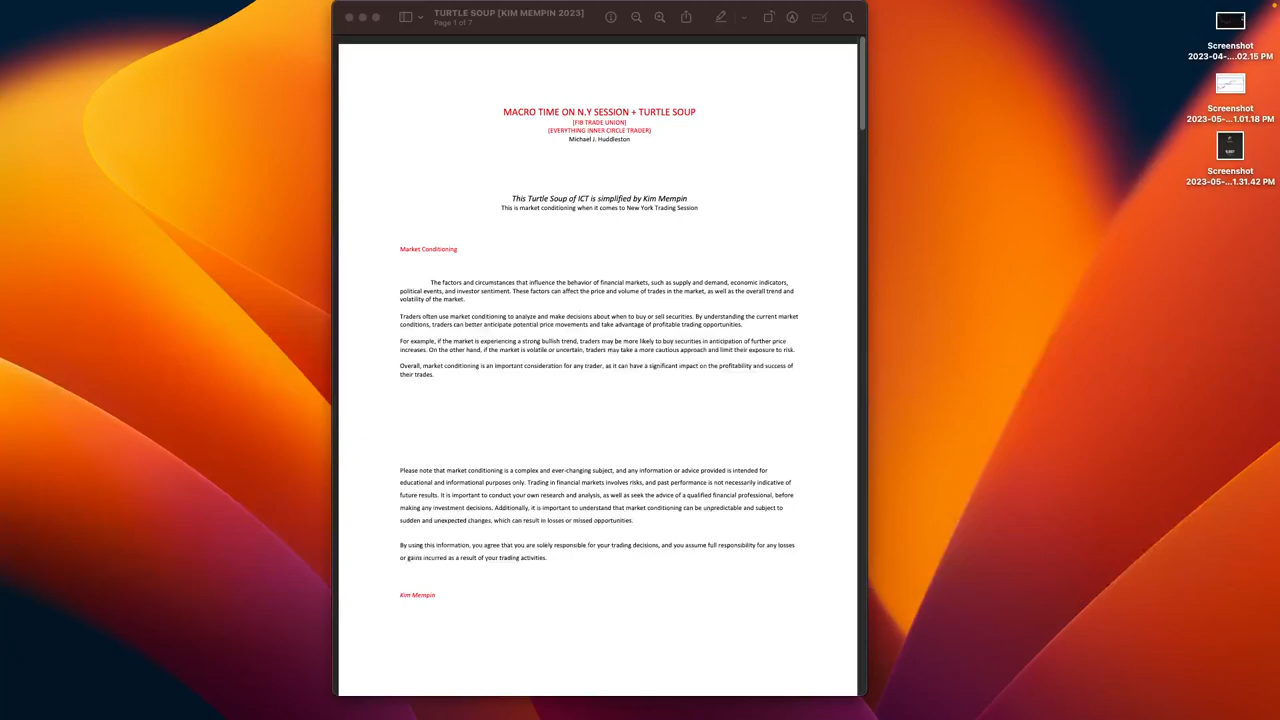 TURTLE SOUP [KIM MEMPIN 2023]
Page 1 of 7
Screenshot
2023-04-....02.15 PM
Screenshot
2023-05-...1.01.18 PM
Screenshot
2023-05-...1.31.42 PM
MACRO TIME ON N.Y SESSION + TURTLE SOUP
[FIB TRADE UNION]
(EVERYTHING INNER CIRCLE TRADER)
Michael J. Huddleston
This Turtle Soup of ICT is simplified by Kim Mempin
This is market conditioning when it comes to New York Trading Session
Market Conditioning
The factors and circumstances that influence the behavior of financial markets, such as supply and demand, economic indicators,
political events, and investor sentiment. These factors can affect the price and volume of trades in the market, as well as the overall trend and
volatility of the market.
Traders often use market conditioning to analyze and make decisions about when to buy or sell securities. By understanding the current market
conditions, traders can better anticipate potential price movements and take advantage of profitable trading opportunities.
For example, if the market is experiencing a strong bullish trend, traders may be more likely to buy securities in anticipation of further price
increases. On the other hand, if the market is volatile or uncertain, traders may take a more cautious approach and limit their exposure to risk.
Overall, market conditioning is an important consideration for any trader, as it can have a significant impact on the profitability and success of
their trades.
Please note that market conditioning is a complex and ever-changing subject, and any information or advice provided is intended for
educational and informational purposes only. Trading in financial markets involves risks, and past performance is not necessarily indicative of
future results. It is important to conduct your own research and analysis, as well as seek the advice of a qualified financial professional, before
making any investment decisions. Additionally, it is important to understand that market conditioning can be unpredictable and subject to
sudden and unexpected changes, which can result in losses or missed opportunities.
By using this information, you agree that you are solely responsible for your trading decisions, and you assume full responsibility for any losses
or gains incurred as a result of your trading activities.
Kim Mempin